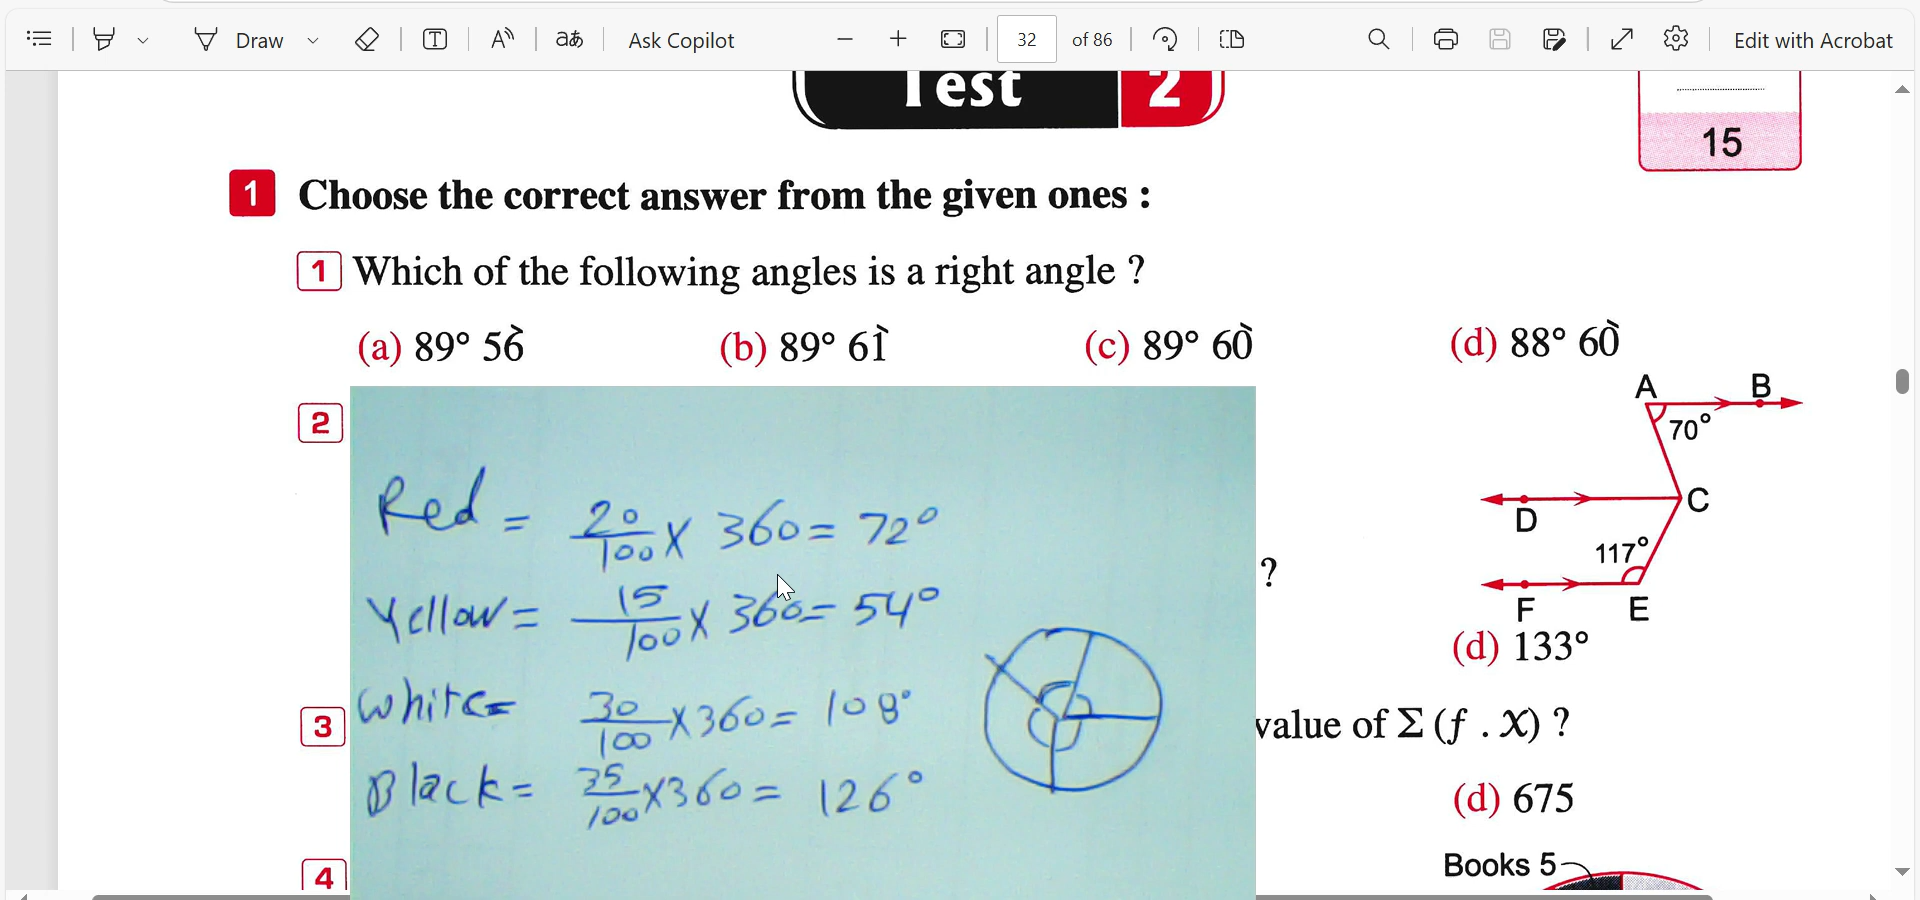 Draw
Ask Copilot
32 of 86
Edit with Acrobat
Test 2
15
1 Choose the correct answer from the given ones :
1 Which of the following angles is a right angle ?
(a) 89° 56̀ (b) 89° 61̀ (c) 89° 60̀ (d) 88° 60̀
2
A B
70°
D C
117°
F E
?
(d) 133°
Red = 20/100 x 360 = 72°
Yellow = 15/100 x 360 = 54°
White = 30/100 x 360 = 108°
Black = 35/100 x 360 = 126°
3 value of Σ (f . x) ?
(d) 675
4
Books 5